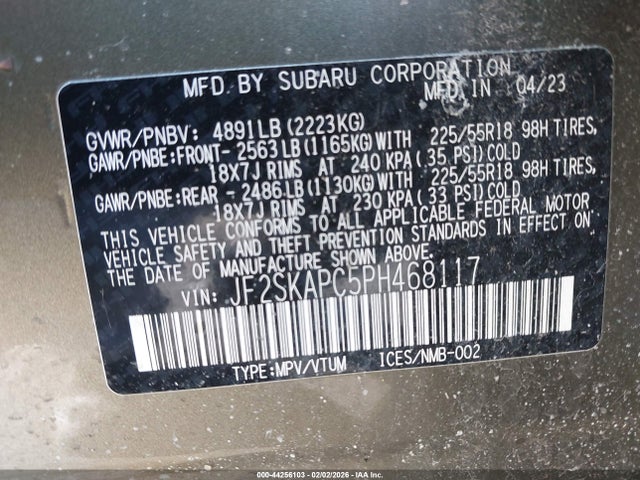 MFD. BY SUBARU CORPORATION
MFD. IN 04/23
GVWR/PNBV: 4891LB (2223KG)
GAWR/PNBE:FRONT- 2563LB (1165KG)WITH 225/55R18 98H TIRES,
18X7J RIMS AT 240 KPA (35 PSI)COLD
GAWR/PNBE:REAR - 2486LB (1130KG)WITH 225/55R18 98H TIRES,
18X7J RIMS AT 230 KPA (33 PSI)COLD
THIS VEHICLE CONFORMS TO ALL APPLICABLE FEDERAL MOTOR
VEHICLE SAFETY AND THEFT PREVENTION STANDARDS IN EFFECT
ON THE DATE OF MANUFACTURE SHOWN ABOVE.
VIN: JF2SKAPC5PH468117
TYPE:MPV/VTUM ICES/NMB-002
000-44256103 - 02/02/2026 - IAA Inc.